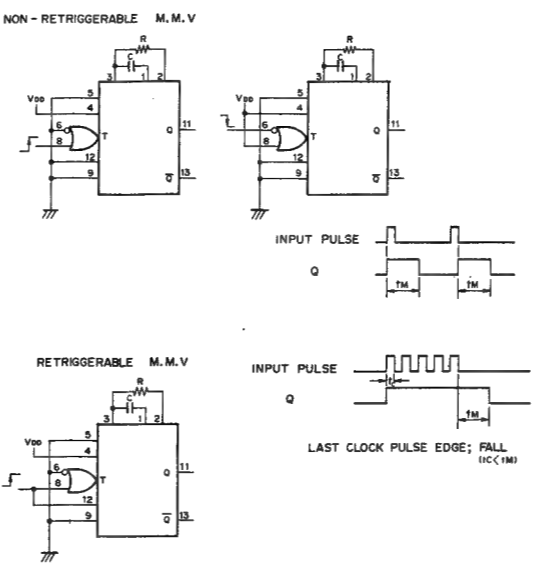 NON-RETRIGGERABLE M.M.V
R
C
3 1 2
VDD
5
4
6
8
12
9
T
Q
11
Q
13
R
C
3 1 2
VDD
5
4
6
8
12
9
T
Q
11
Q
13
INPUT PULSE
Q
tM
tM
RETRIGGERABLE M.M.V
R
C
3 1 2
VDD
5
4
6
8
12
9
T
Q
11
Q
13
INPUT PULSE
Q
tM
LAST CLOCK PULSE EDGE; FALL
(tC<tM)